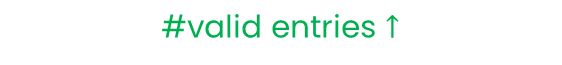 #valid entries ↑